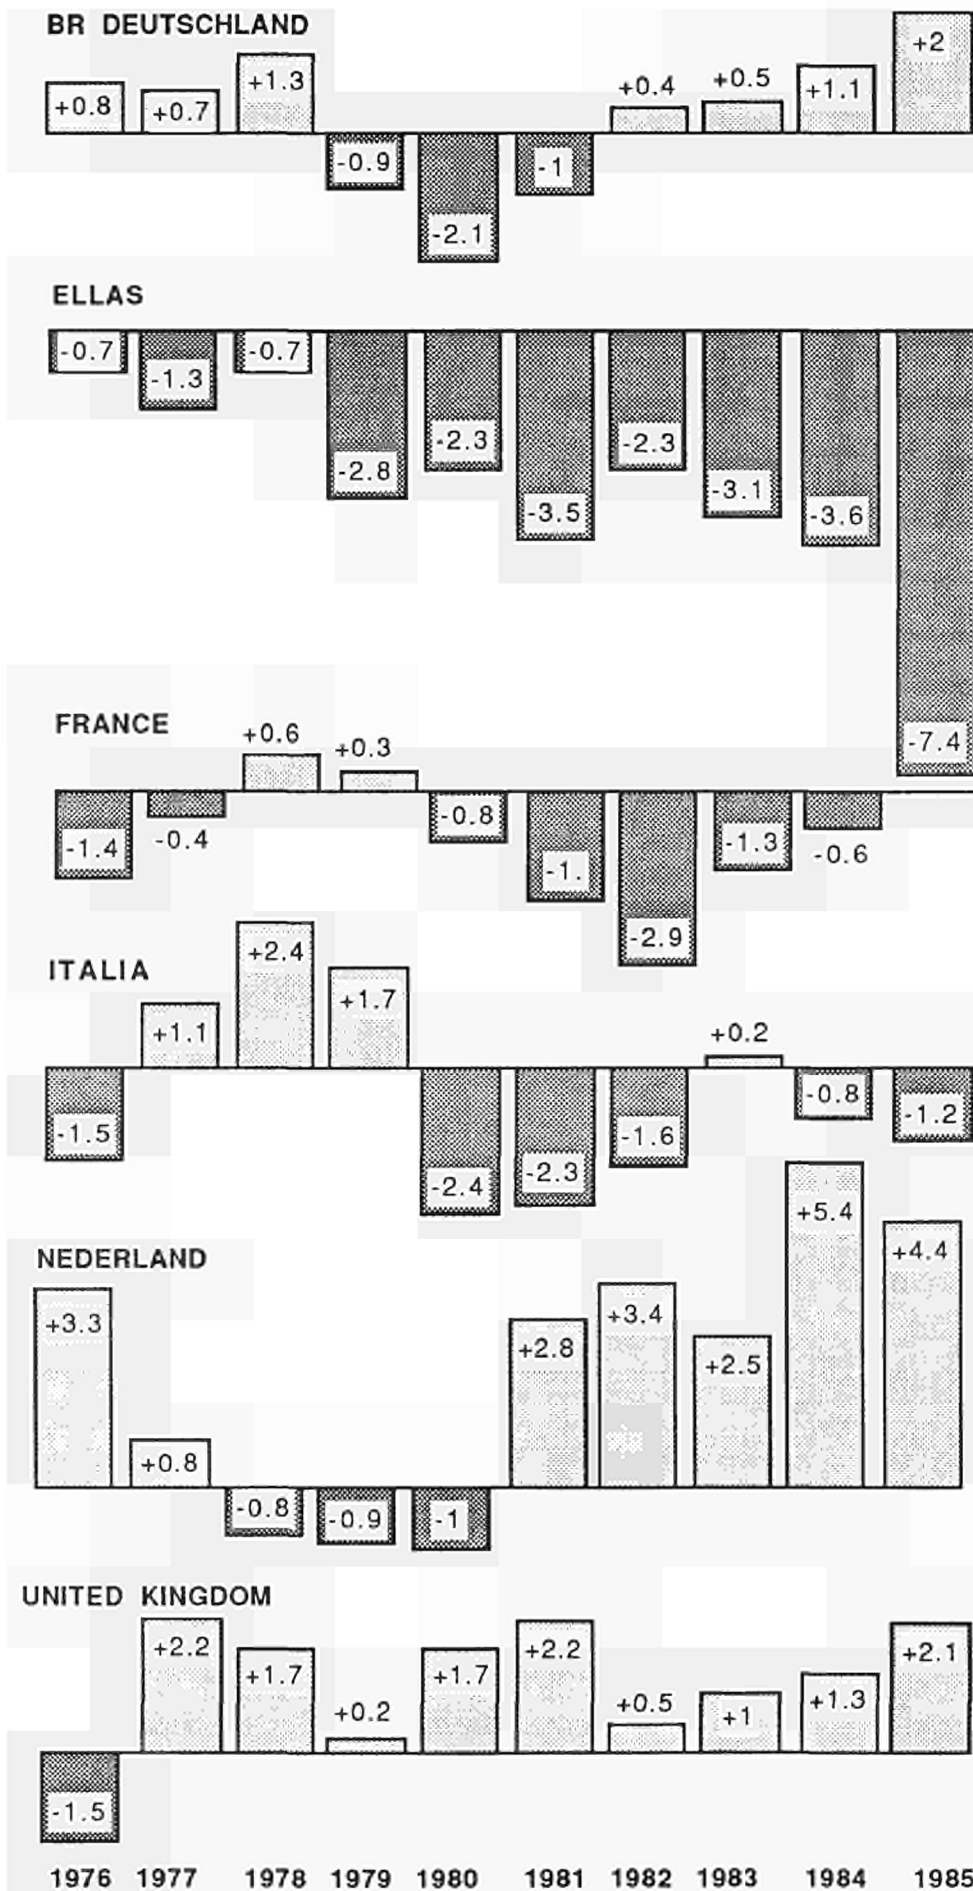 BR DEUTSCHLAND
+0.8 +0.7 +1.3 -0.9 -2.1 -1 +0.4 +0.5 +1.1 +2
ELLAS
-0.7 -1.3 -0.7 -2.8 -2.3 -3.5 -2.3 -3.1 -3.6 -7.4
FRANCE
-1.4 -0.4 +0.6 +0.3 -0.8 -1. -2.9 -1.3 -0.6
ITALIA
-1.5 +1.1 +2.4 +1.7 -2.4 -2.3 -1.6 +0.2 -0.8 -1.2
NEDERLAND
+3.3 +0.8 -0.8 -0.9 -1 +2.8 +3.4 +2.5 +5.4 +4.4
UNITED KINGDOM
-1.5 +2.2 +1.7 +0.2 +1.7 +2.2 +0.5 +1 +1.3 +2.1
1976 1977 1978 1979 1980 1981 1982 1983 1984 1985